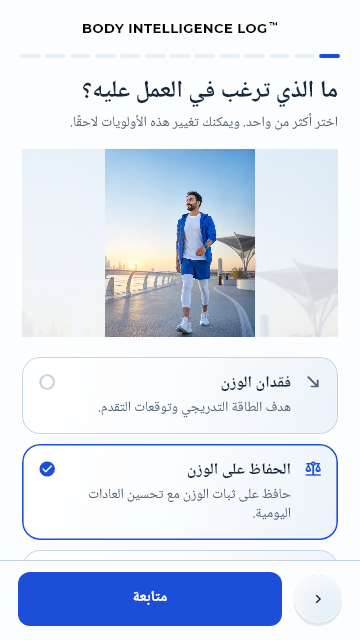 BODY INTELLIGENCE LOG™
ما الذي ترغب في العمل عليه؟
اختر أكثر من واحد. ويمكنك تغيير هذه الأولويات لاحقًا.
فقدان الوزن
هدف الطاقة التدريجي وتوقعات التقدم.
الحفاظ على الوزن
حافظ على ثبات الوزن مع تحسين العادات
اليومية.
متابعة